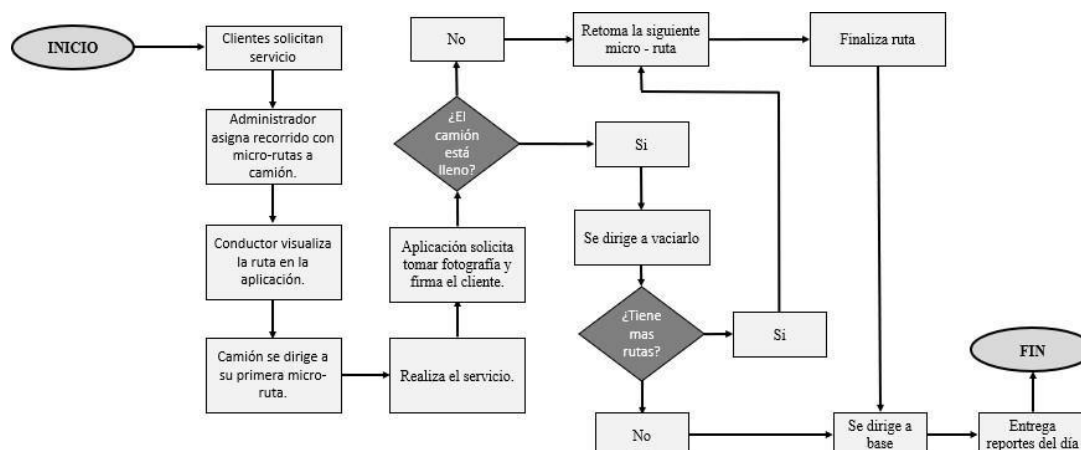 INICIO
Clientes solicitan
servicio
Administrador
asigna recorrido con
micro-rutas a
camión.
Conductor visualiza
la ruta en la
aplicación.
Camión se dirige a
su primera micro-
ruta.
Realiza el servicio.
Aplicación solicita
tomar fotografía y
firma el cliente.
¿El
camión
está
lleno?
No
Retoma la siguiente
micro - ruta
Finaliza ruta
Si
Se dirige a vaciarlo
¿Tiene
mas
rutas?
Si
No
Se dirige a
base
Entrega
reportes del día
FIN